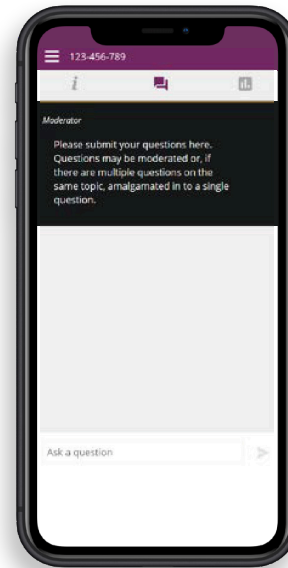 123-456-789
i
Moderator
Please submit your questions here.
Questions may be moderated or, if
there are multiple questions on the
same topic, amalgamated in to a single
question.
Ask a question